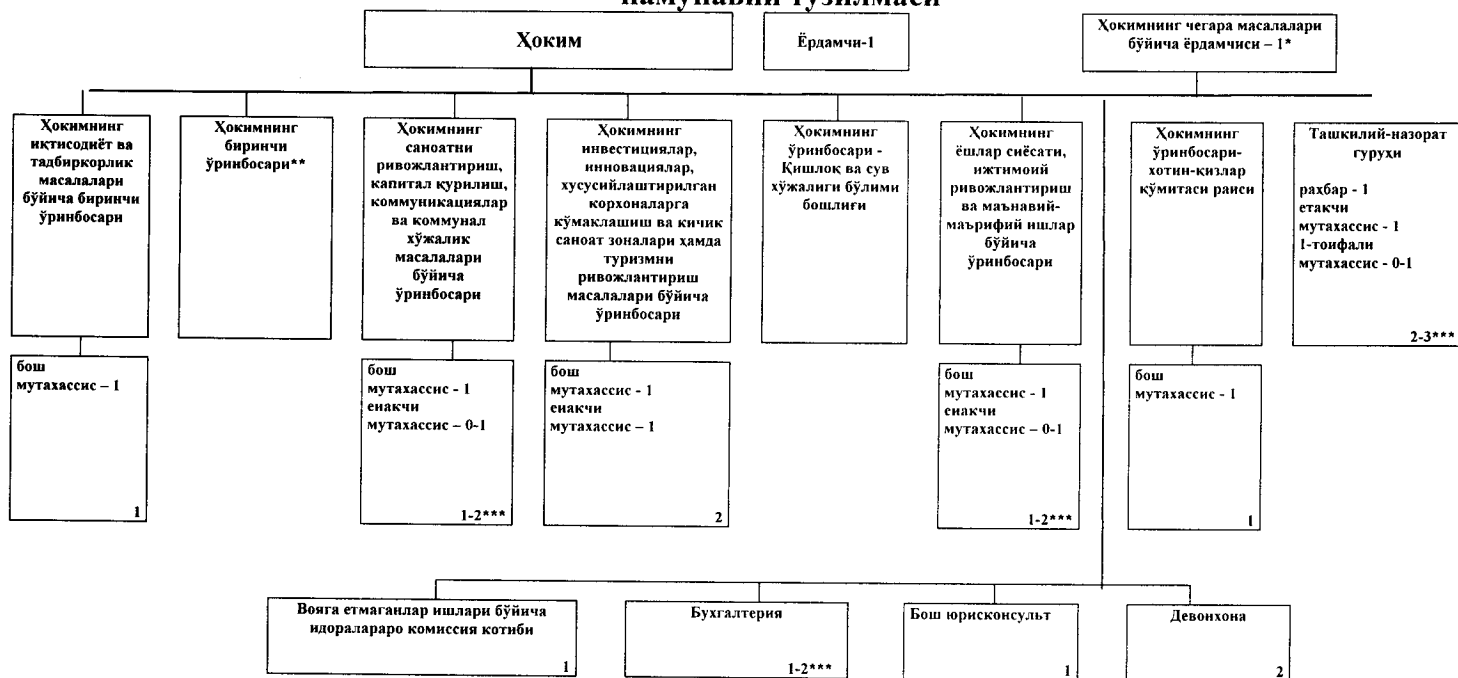 намунавий тузилмаси
Ҳоким
Ёрдамчи-1
Ҳокимнинг чегара масалалари
бўйича ёрдамчиси – 1*
Ҳокимнинг
иқтисодиёт ва
тадбиркорлик
масалалари
бўйича биринчи
ўринбосари
Ҳокимнинг
биринчи
ўринбосари**
Ҳокимнинг
саноатни
ривожлантириш,
капитал қурилиш,
коммуникациялар
ва коммунал
хўжалик
масалалари
бўйича
ўринбосари
Ҳокимнинг
инвестициялар,
инновациялар,
хусусийлаштирилган
корхоналарга
кўмаклашиш ва кичик
саноат зоналари ҳамда
туризмни
ривожлантириш
масалалари бўйича
ўринбосари
Ҳокимнинг
ўринбосари -
Қишлоқ ва сув
хўжалиги бўлими
бошлиғи
Ҳокимнинг
ёшлар сиёсати,
ижтимоий
ривожлантириш
ва маънавий-
маърифий ишлар
бўйича
ўринбосари
Ҳокимнинг
ўринбосари-
хотин-қизлар
қўмитаси раиси
Ташкилий-назорат
гуруҳи
раҳбар - 1
етакчи
мутахассис - 1
1-тоифали
мутахассис - 0-1
2-3***
бош
мутахассис – 1
1
бош
мутахассис - 1
енакчи
мутахассис – 0-1
1-2***
бош
мутахассис - 1
енакчи
мутахассис – 1
2
бош
мутахассис - 1
енакчи
мутахассис – 0-1
1-2***
бош
мутахассис - 1
1
Вояга етмаганлар ишлари бўйича
идоралараро комиссия котиби
1
Бухгалтерия
1-2***
Бош юрисконсульт
1
Девонхона
2